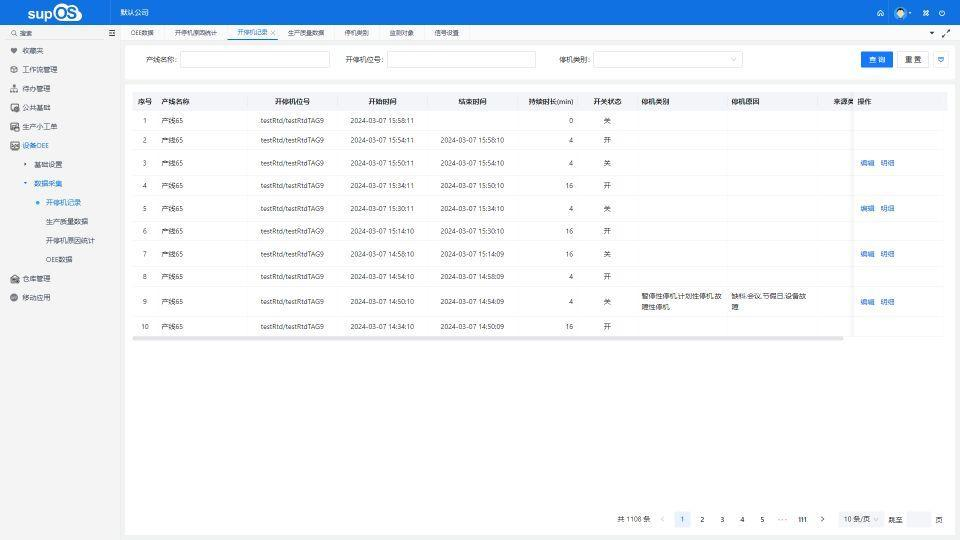 supOS 默认公司
搜索 OEE数据 开停机原因统计 开停机记录 生产质量数据 停机类别 监测对象 信号设置
收藏夹
工作流管理
待办管理
公共基础
生产小工单
设备OEE
基础设置
数据采集
开停机记录
生产质量数据
开停机原因统计
OEE数据
仓库管理
移动应用
产线名称: 开停机位号: 停机类别: 查 询 重 置
序号 产线名称 开停机位号 开始时间 结束时间 持续时长(min) 开关状态 停机类别 停机原因 来源类 操作
1 产线65 testRtd/testRtdTAG9 2024-03-07 15:58:11 0 关
2 产线65 testRtd/testRtdTAG9 2024-03-07 15:54:11 2024-03-07 15:58:10 4 开
3 产线65 testRtd/testRtdTAG9 2024-03-07 15:50:11 2024-03-07 15:54:10 4 关 编辑 明细
4 产线65 testRtd/testRtdTAG9 2024-03-07 15:34:11 2024-03-07 15:50:10 16 开
5 产线65 testRtd/testRtdTAG9 2024-03-07 15:30:11 2024-03-07 15:34:10 4 关 编辑 明细
6 产线65 testRtd/testRtdTAG9 2024-03-07 15:14:10 2024-03-07 15:30:10 16 开
7 产线65 testRtd/testRtdTAG9 2024-03-07 14:58:10 2024-03-07 15:14:09 16 关 编辑 明细
8 产线65 testRtd/testRtdTAG9 2024-03-07 14:54:10 2024-03-07 14:58:09 4 开
9 产线65 testRtd/testRtdTAG9 2024-03-07 14:50:10 2024-03-07 14:54:09 4 关 暂停性停机,计划性停机,故障性停机 缺料,会议,节假日,设备故障 编辑 明细
10 产线65 testRtd/testRtdTAG9 2024-03-07 14:34:10 2024-03-07 14:50:09 16 开
共 1108 条 1 2 3 4 5 ••• 111 10 条/页 跳至 页